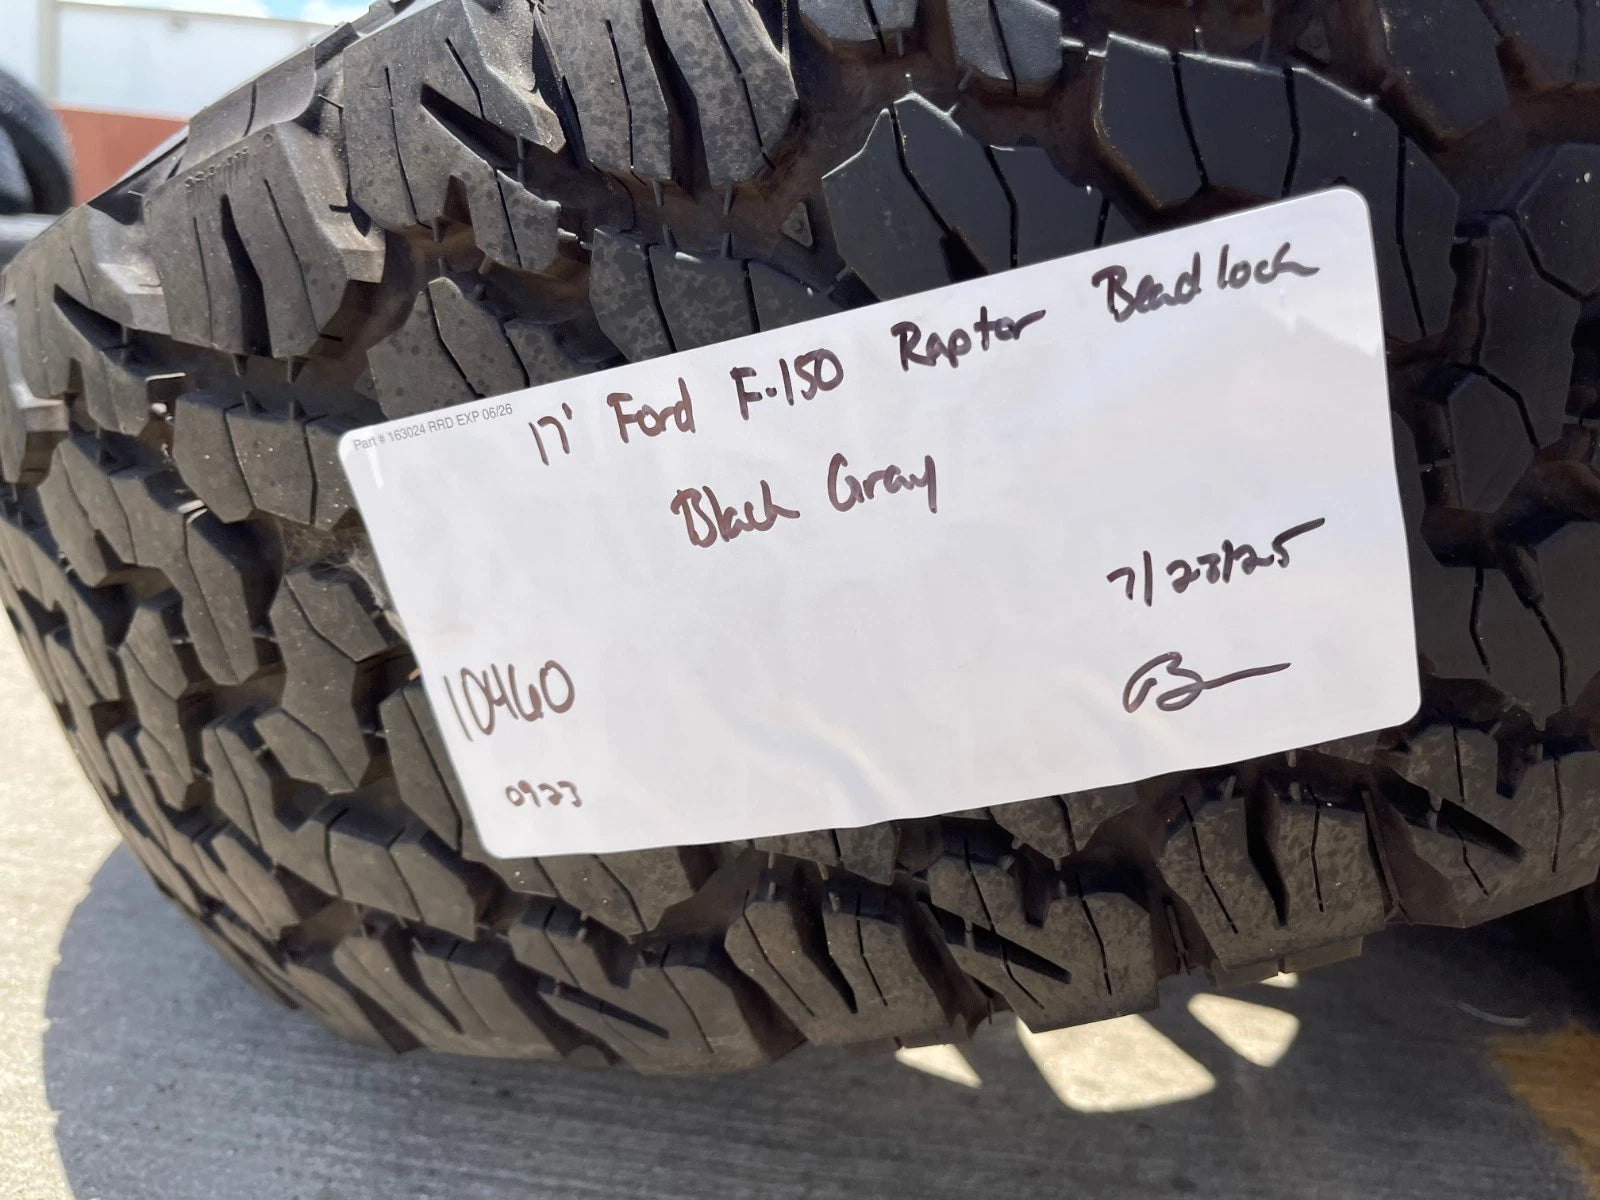 Part # 163024 RRD EXP 06/26
17' Ford F-150 Raptor Beadlock
Black Gray
7/28/25
10460
0923